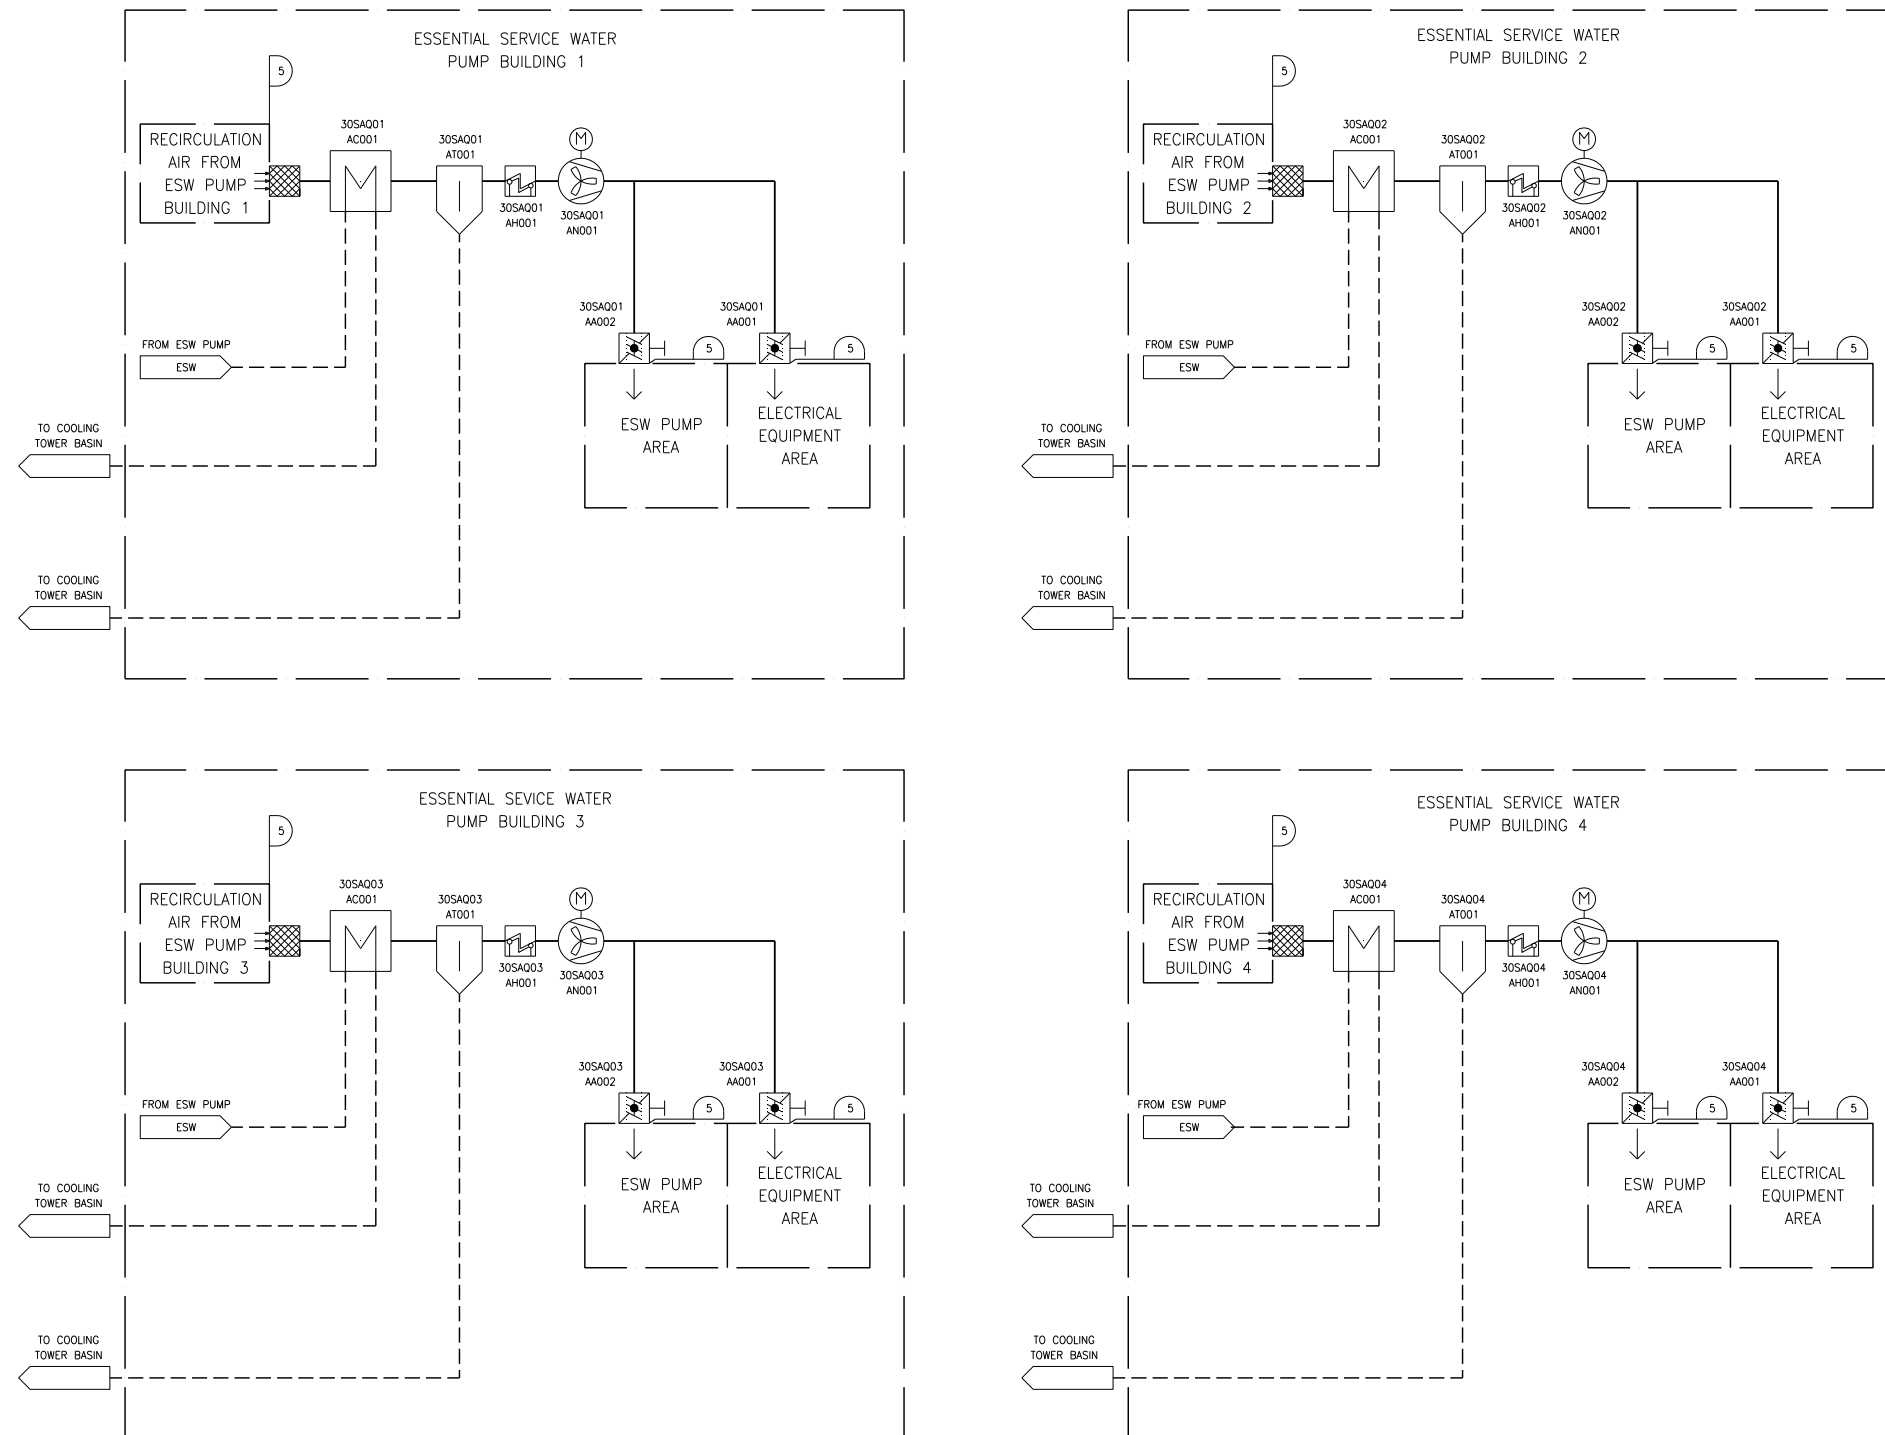 ESSENTIAL SERVICE WATER
PUMP BUILDING 1
5
RECIRCULATION
AIR FROM
ESW PUMP
BUILDING 1
30SAQ01
AC001
30SAQ01
AT001
M
30SAQ01
AH001
30SAQ01
AN001
30SAQ01
AA002
30SAQ01
AA001
5
5
FROM ESW PUMP
ESW
ESW PUMP
AREA
ELECTRICAL
EQUIPMENT
AREA
TO COOLING
TOWER BASIN
TO COOLING
TOWER BASIN
ESSENTIAL SERVICE WATER
PUMP BUILDING 2
5
RECIRCULATION
AIR FROM
ESW PUMP
BUILDING 2
30SAQ02
AC001
30SAQ02
AT001
M
30SAQ02
AH001
30SAQ02
AN001
30SAQ02
AA002
30SAQ02
AA001
5
5
FROM ESW PUMP
ESW
ESW PUMP
AREA
ELECTRICAL
EQUIPMENT
AREA
TO COOLING
TOWER BASIN
TO COOLING
TOWER BASIN
ESSENTIAL SEVICE WATER
PUMP BUILDING 3
5
RECIRCULATION
AIR FROM
ESW PUMP
BUILDING 3
30SAQ03
AC001
30SAQ03
AT001
M
30SAQ03
AH001
30SAQ03
AN001
30SAQ03
AA002
30SAQ03
AA001
5
5
FROM ESW PUMP
ESW
ESW PUMP
AREA
ELECTRICAL
EQUIPMENT
AREA
TO COOLING
TOWER BASIN
TO COOLING
TOWER BASIN
ESSENTIAL SERVICE WATER
PUMP BUILDING 4
5
RECIRCULATION
AIR FROM
ESW PUMP
BUILDING 4
30SAQ04
AC001
30SAQ04
AT001
M
30SAQ04
AH001
30SAQ04
AN001
30SAQ04
AA002
30SAQ04
AA001
5
5
FROM ESW PUMP
ESW
ESW PUMP
AREA
ELECTRICAL
EQUIPMENT
AREA
TO COOLING
TOWER BASIN
TO COOLING
TOWER BASIN